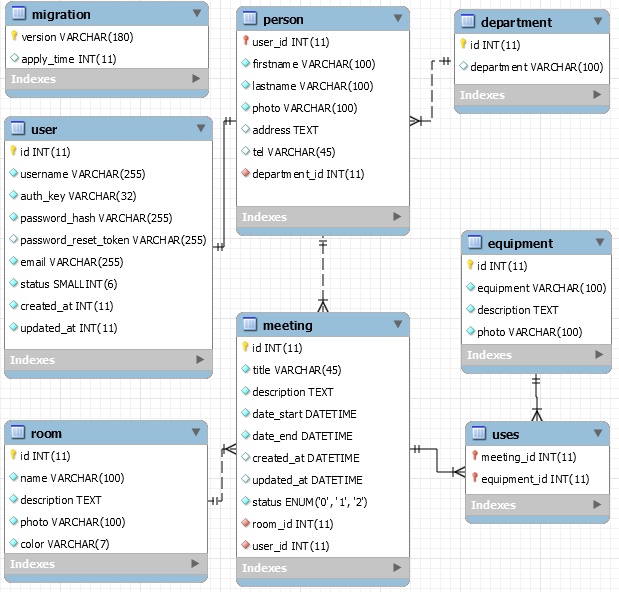 migration
version VARCHAR(180)
apply_time INT(11)
Indexes
user
id INT(11)
username VARCHAR(255)
auth_key VARCHAR(32)
password_hash VARCHAR(255)
password_reset_token VARCHAR(255)
email VARCHAR(255)
status SMALLINT(6)
created_at INT(11)
updated_at INT(11)
Indexes
room
id INT(11)
name VARCHAR(100)
description TEXT
photo VARCHAR(100)
color VARCHAR(7)
Indexes
person
user_id INT(11)
firstname VARCHAR(100)
lastname VARCHAR(100)
photo VARCHAR(100)
address TEXT
tel VARCHAR(45)
department_id INT(11)
Indexes
meeting
id INT(11)
title VARCHAR(45)
description TEXT
date_start DATETIME
date_end DATETIME
created_at DATETIME
updated_at DATETIME
status ENUM('0', '1', '2')
room_id INT(11)
user_id INT(11)
Indexes
department
id INT(11)
department VARCHAR(100)
Indexes
equipment
id INT(11)
equipment VARCHAR(100)
description TEXT
photo VARCHAR(100)
Indexes
uses
meeting_id INT(11)
equipment_id INT(11)
Indexes